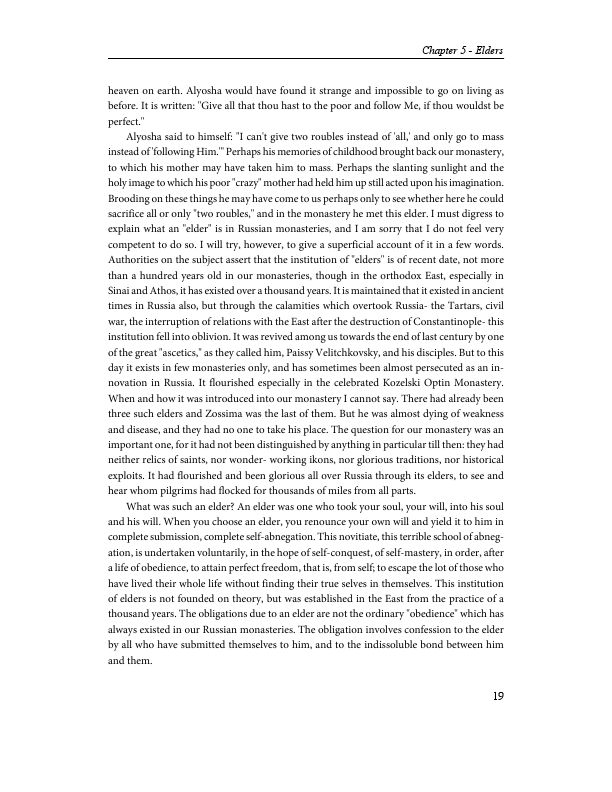 Chapter 5 - Elders
heaven on earth. Alyosha would have found it strange and impossible to go on living as
before. It is written: "Give all that thou hast to the poor and follow Me, if thou wouldst be
perfect."
Alyosha said to himself: "I can't give two roubles instead of 'all,' and only go to mass
instead of 'following Him.'" Perhaps his memories of childhood brought back our monastery,
to which his mother may have taken him to mass. Perhaps the slanting sunlight and the
holy image to which his poor "crazy" mother had held him up still acted upon his imagination.
Brooding on these things he may have come to us perhaps only to see whether here he could
sacrifice all or only "two roubles," and in the monastery he met this elder. I must digress to
explain what an "elder" is in Russian monasteries, and I am sorry that I do not feel very
competent to do so. I will try, however, to give a superficial account of it in a few words.
Authorities on the subject assert that the institution of "elders" is of recent date, not more
than a hundred years old in our monasteries, though in the orthodox East, especially in
Sinai and Athos, it has existed over a thousand years. It is maintained that it existed in ancient
times in Russia also, but through the calamities which overtook Russia- the Tartars, civil
war, the interruption of relations with the East after the destruction of Constantinople- this
institution fell into oblivion. It was revived among us towards the end of last century by one
of the great "ascetics," as they called him, Paissy Velitchkovsky, and his disciples. But to this
day it exists in few monasteries only, and has sometimes been almost persecuted as an in-
novation in Russia. It flourished especially in the celebrated Kozelski Optin Monastery.
When and how it was introduced into our monastery I cannot say. There had already been
three such elders and Zossima was the last of them. But he was almost dying of weakness
and disease, and they had no one to take his place. The question for our monastery was an
important one, for it had not been distinguished by anything in particular till then: they had
neither relics of saints, nor wonder- working ikons, nor glorious traditions, nor historical
exploits. It had flourished and been glorious all over Russia through its elders, to see and
hear whom pilgrims had flocked for thousands of miles from all parts.
What was such an elder? An elder was one who took your soul, your will, into his soul
and his will. When you choose an elder, you renounce your own will and yield it to him in
complete submission, complete self-abnegation. This novitiate, this terrible school of abneg-
ation, is undertaken voluntarily, in the hope of self-conquest, of self-mastery, in order, after
a life of obedience, to attain perfect freedom, that is, from self; to escape the lot of those who
have lived their whole life without finding their true selves in themselves. This institution
of elders is not founded on theory, but was established in the East from the practice of a
thousand years. The obligations due to an elder are not the ordinary "obedience" which has
always existed in our Russian monasteries. The obligation involves confession to the elder
by all who have submitted themselves to him, and to the indissoluble bond between him
and them.
19